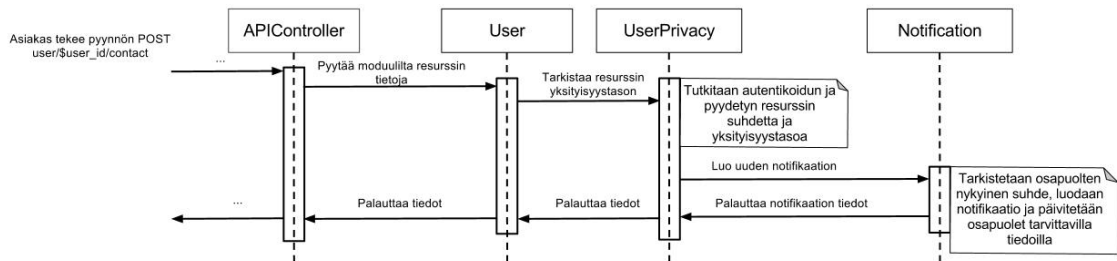 APIController
User
UserPrivacy
Notification
Asiakas tekee pyynnön POST
user/$user_id/contact
...
Pyytää moduulilta resurssin
tietoja
Tarkistaa resurssin
yksityisyystason
Tutkitaan autentikoidun ja
pyydetyn resurssin
suhdetta ja
yksityisyystasoa
Luo uuden notifikaation
Tarkistetaan osapuolten
nykyinen suhde, luodaan
notifikaatio ja päivitetään
osapuolet tarvittavilla
tiedoilla
...
Palauttaa tiedot
Palauttaa tiedot
Palauttaa notifikaation tiedot